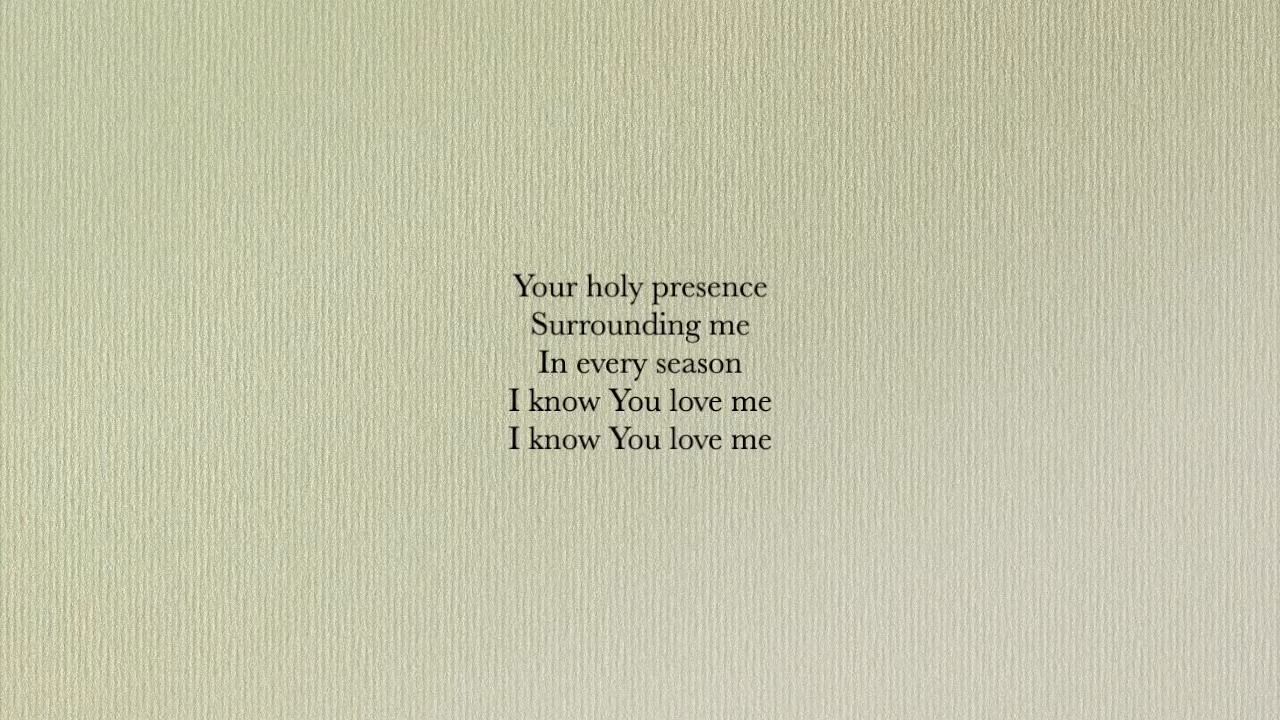 Your holy presence
Surrounding me
In every season
I know You love me
I know You love me